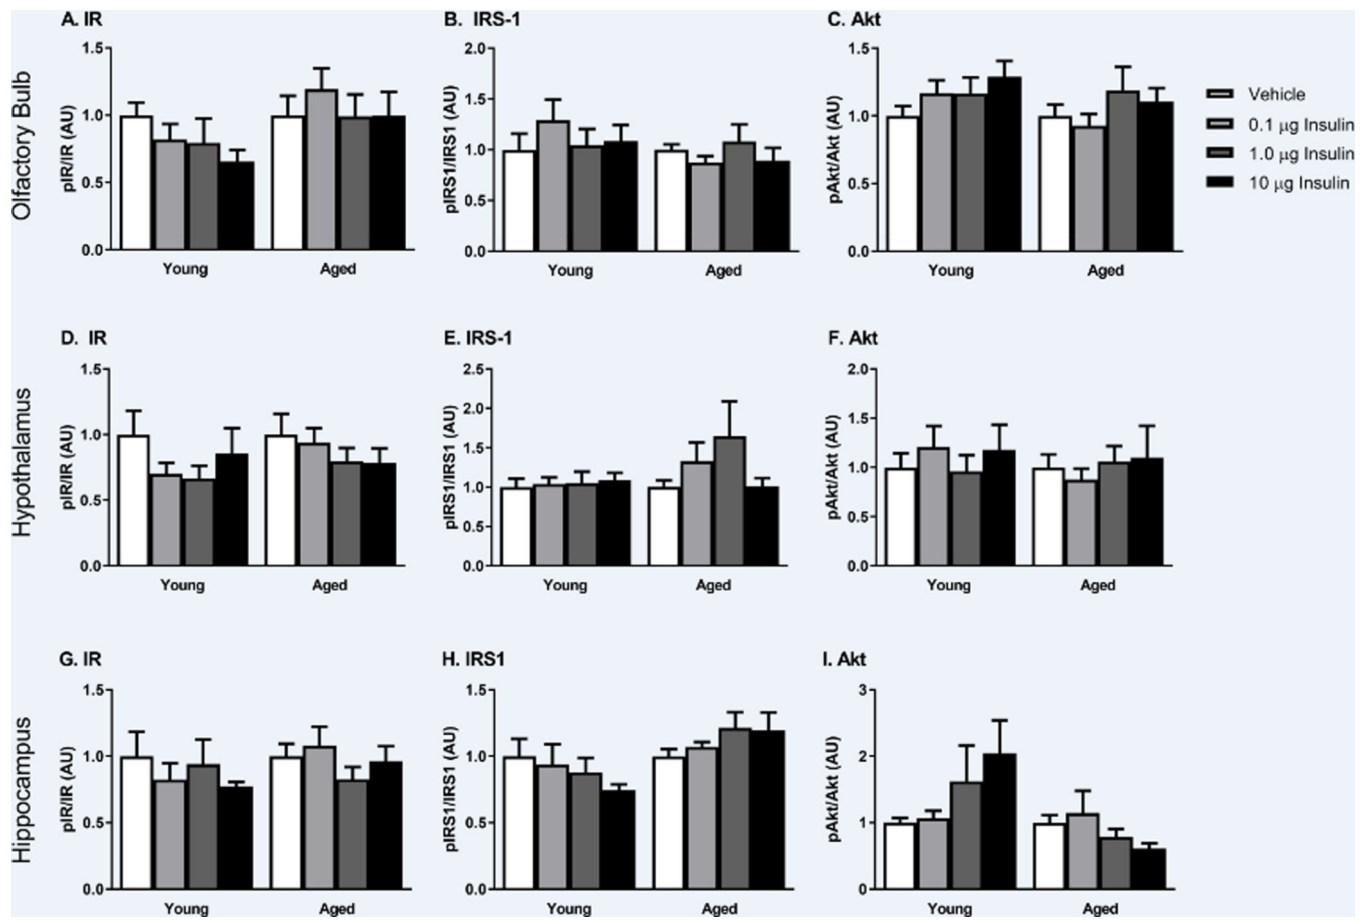 A. IR
B. IRS-1
C. Akt
Olfactory Bulb
pIR/IR (AU)
1.5
1.0
0.5
0.0
Young
Aged
pIRS1/IRS1 (AU)
2.0
1.5
1.0
0.5
0.0
Young
Aged
pAkt/Akt (AU)
1.5
1.0
0.5
0.0
Young
Aged
Vehicle
0.1 μg Insulin
1.0 μg Insulin
10 μg Insulin
D. IR
E. IRS-1
F. Akt
Hypothalamus
pIR/IR (AU)
1.5
1.0
0.5
0.0
Young
Aged
pIRS1/IRS1 (AU)
2.5
2.0
1.5
1.0
0.5
0.0
Young
Aged
pAkt/Akt (AU)
2.0
1.5
1.0
0.5
0.0
Young
Aged
G. IR
H. IRS1
I. Akt
Hippocampus
pIR/IR (AU)
1.5
1.0
0.5
0.0
Young
Aged
pIRS1/IRS1 (AU)
1.5
1.0
0.5
0.0
Young
Aged
pAkt/Akt (AU)
3
2
1
0
Young
Aged